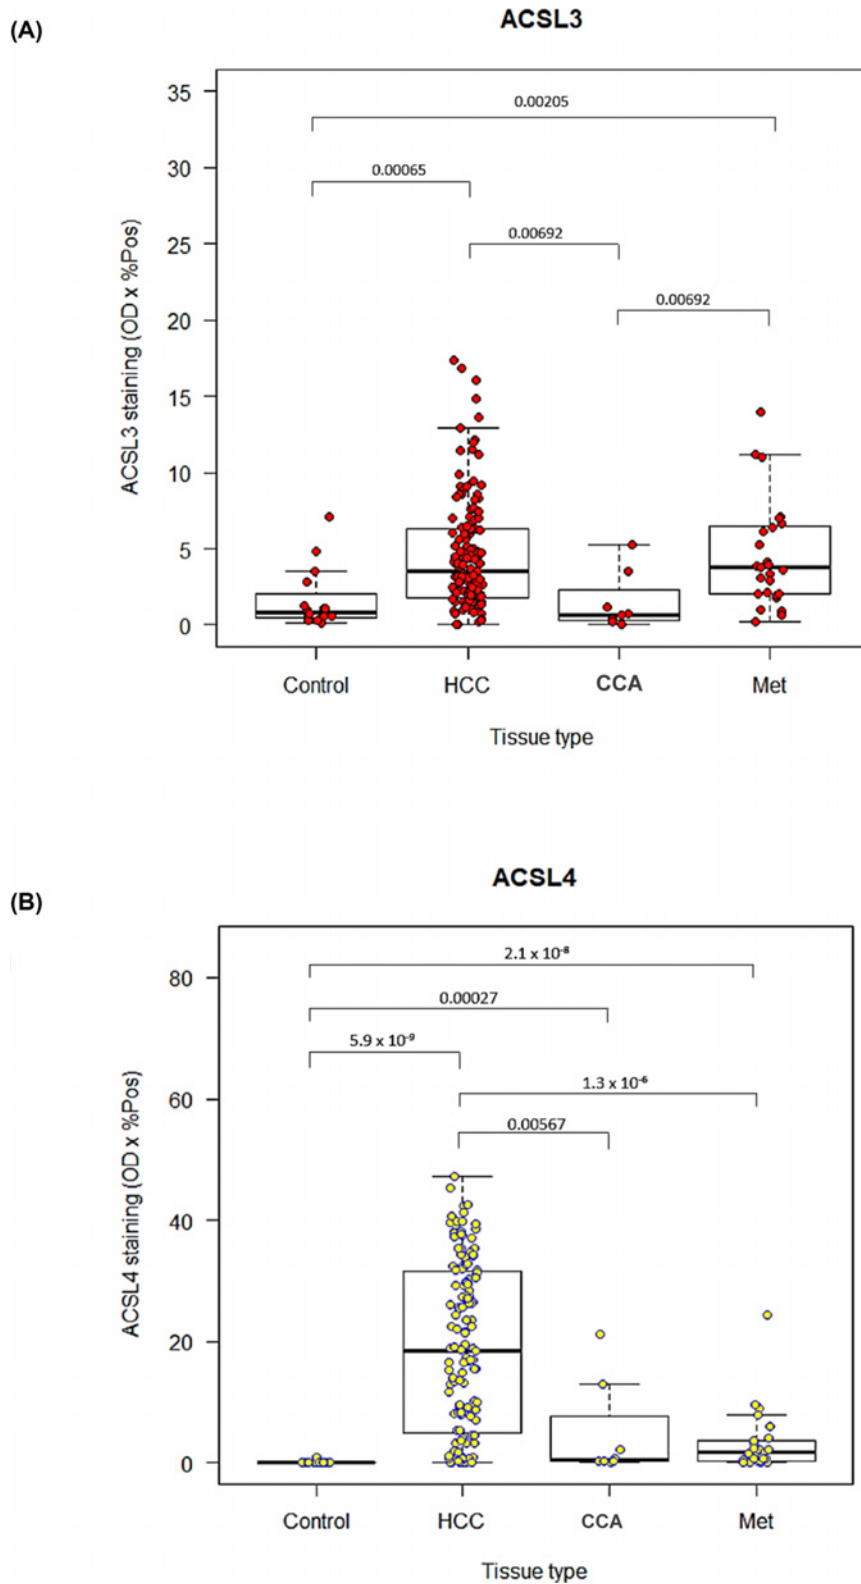 (A)
ACSL3
ACSL3 staining (OD x %Pos)
35
30
25
20
15
10
5
0
0.00205
0.00065
0.00692
0.00692
Control HCC CCA Met
Tissue type
(B)
ACSL4
ACSL4 staining (OD x %Pos)
80
60
40
20
0
2.1 x 10⁻⁸
0.00027
5.9 x 10⁻⁹
1.3 x 10⁻⁶
0.00567
Control HCC CCA Met
Tissue type